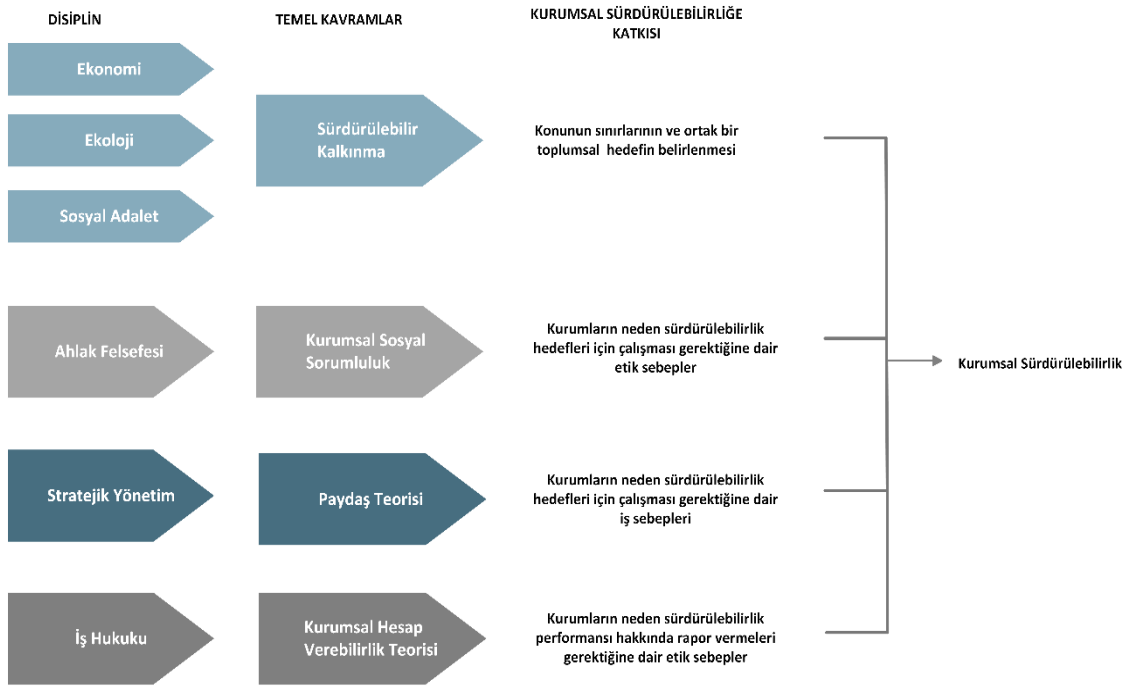 DİSİPLİN
TEMEL KAVRAMLAR
KURUMSAL SÜRDÜRÜLEBİLİRLİĞE
KATKISI
Ekonomi
Ekoloji
Sosyal Adalet
Sürdürülebilir
Kalkınma
Konunun sınırlarının ve ortak bir
toplumsal hedefin belirlenmesi
Ahlak Felsefesi
Kurumsal Sosyal
Sorumluluk
Kurumların neden sürdürülebilirlik
hedefleri için çalışması gerektiğine dair
etik sebepler
Kurumsal Sürdürülebilirlik
Stratejik Yönetim
Paydaş Teorisi
Kurumların neden sürdürülebilirlik
hedefleri için çalışması gerektiğine dair
iş sebepleri
İş Hukuku
Kurumsal Hesap
Verebilirlik Teorisi
Kurumların neden sürdürülebilirlik
performansı hakkında rapor vermeleri
gerektiğine dair etik sebepler